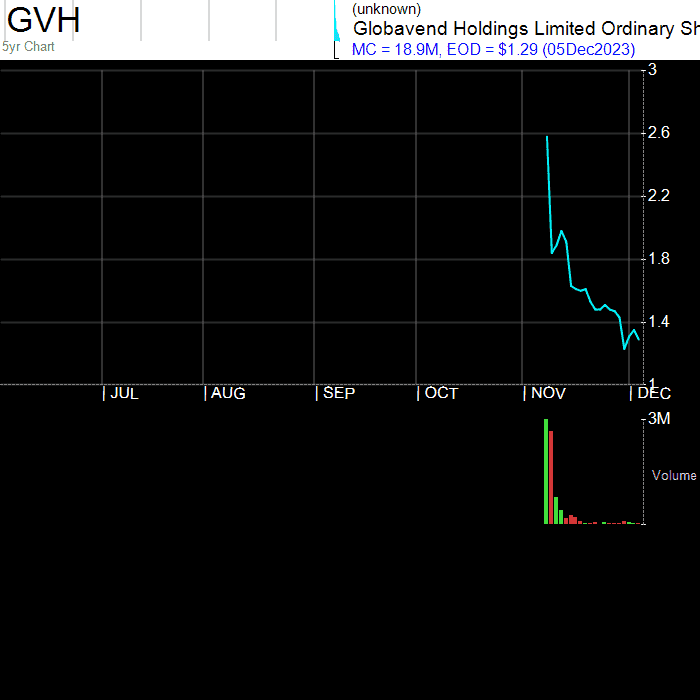 GVH
5yr Chart
(unknown)
Globavend Holdings Limited Ordinary Sh
MC = 18.9M, EOD = $1.29 (05Dec2023)
3
2.6
2.2
1.8
1.4
1
| JUL | AUG | SEP | OCT | NOV | DEC
3M
Volume